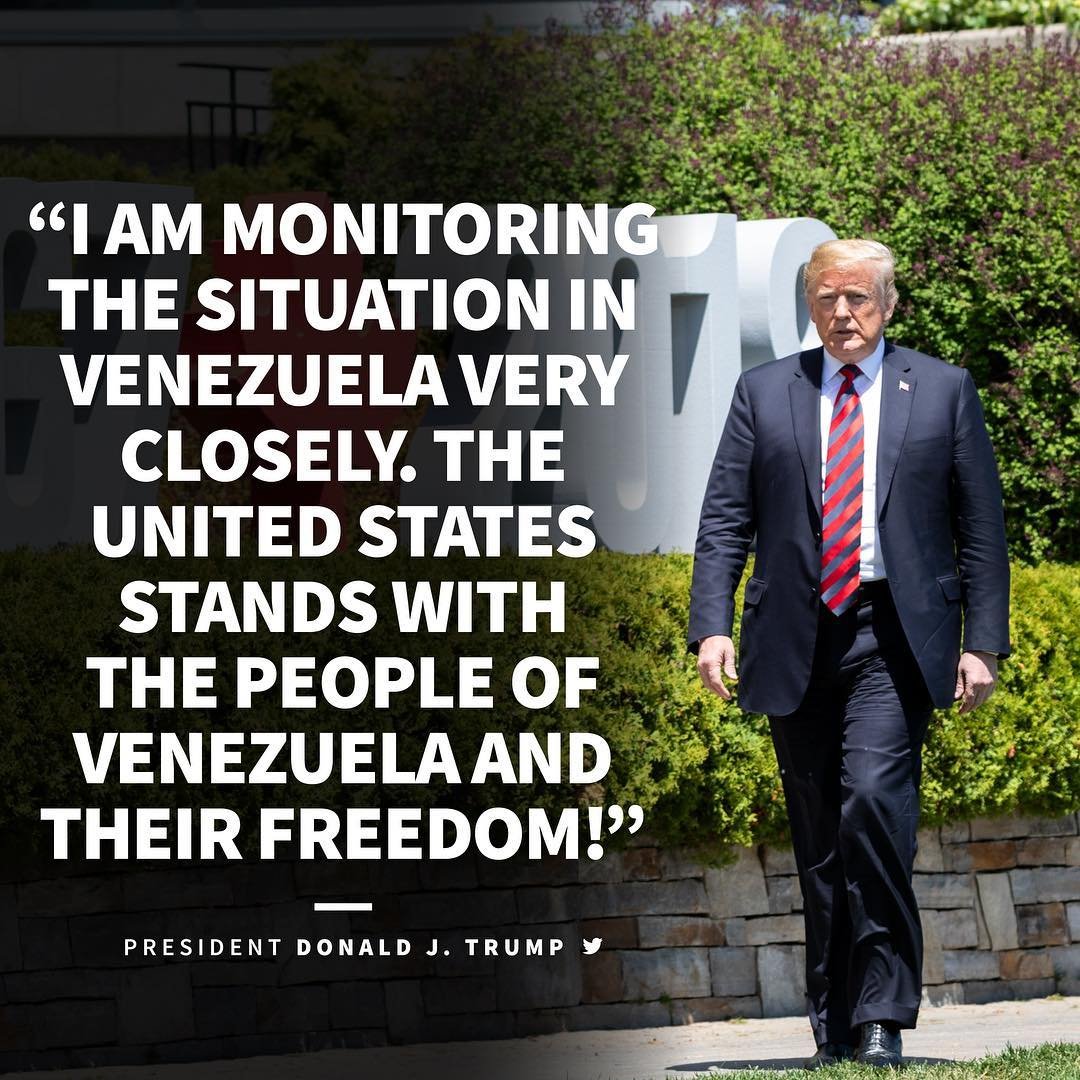 “I AM MONITORING
THE SITUATION IN
VENEZUELA VERY
CLOSELY. THE
UNITED STATES
STANDS WITH
THE PEOPLE OF
VENEZUELA AND
THEIR FREEDOM!”
PRESIDENT DONALD J. TRUMP